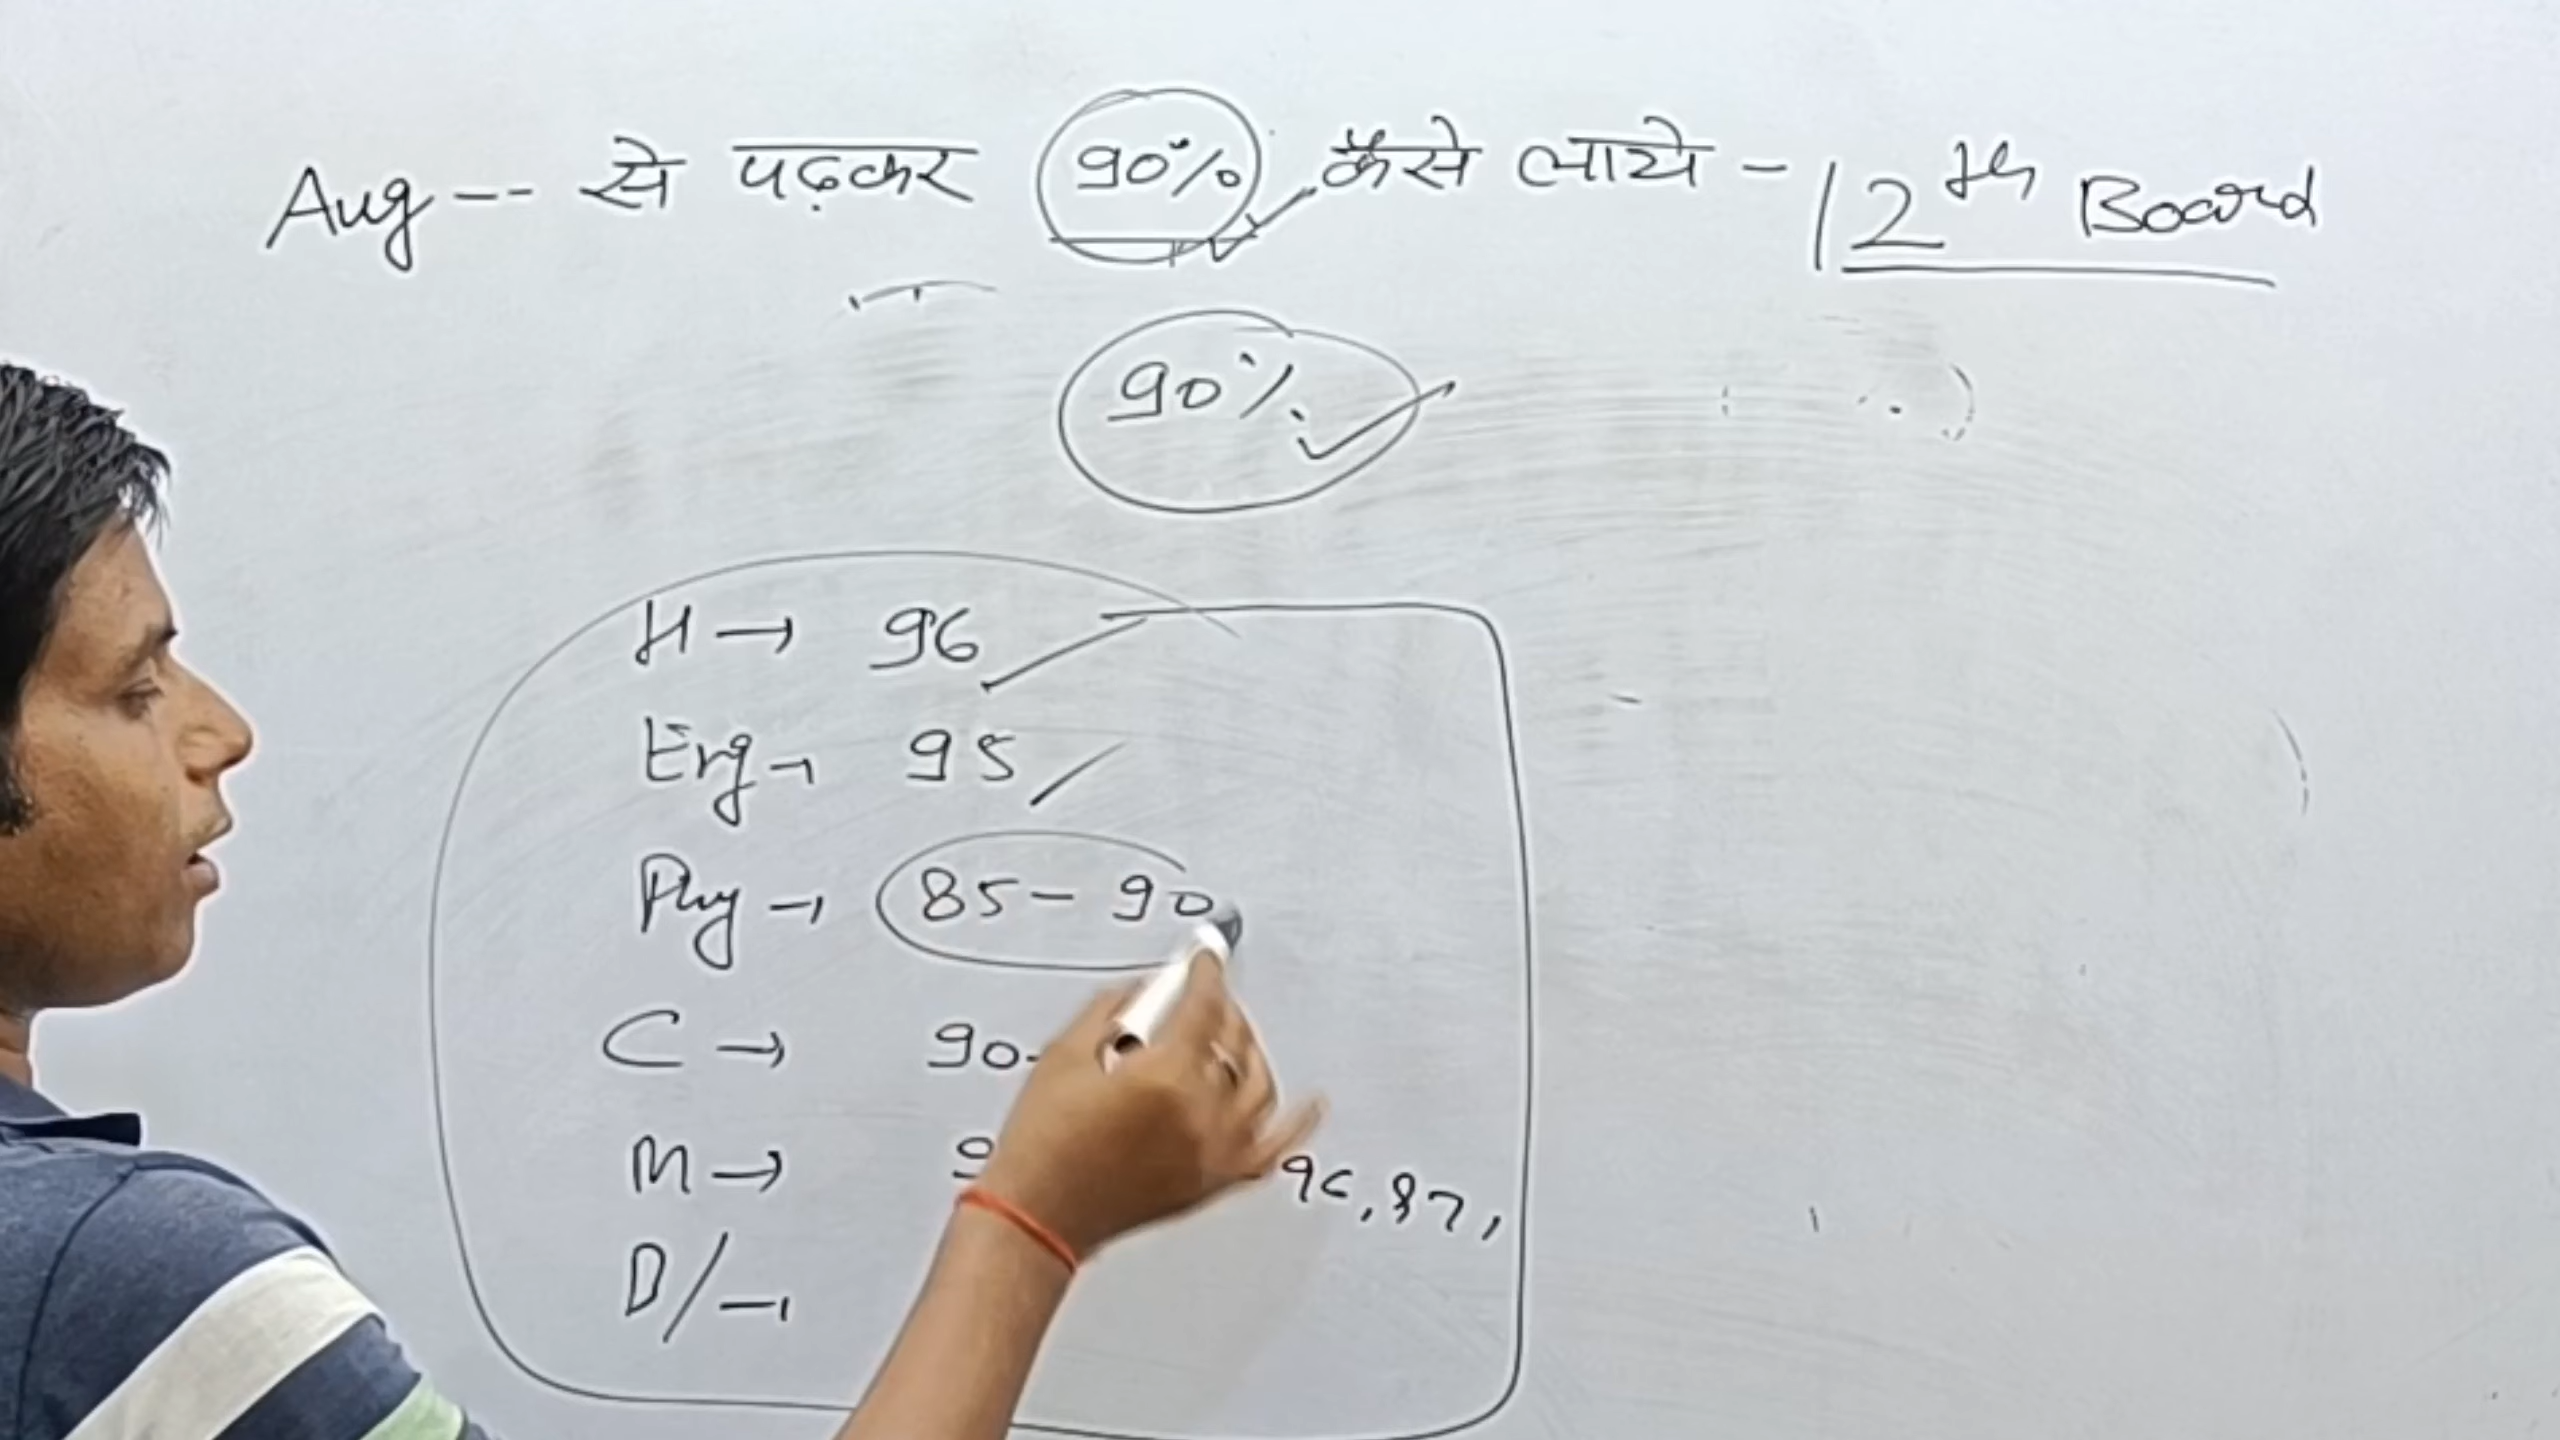 Aug -- से पढ़कर 90% कैसे लाये - 12th Board
90%
H → 96
Eng → 95
Phy → 85 - 90
C → 90
M →
D/ →